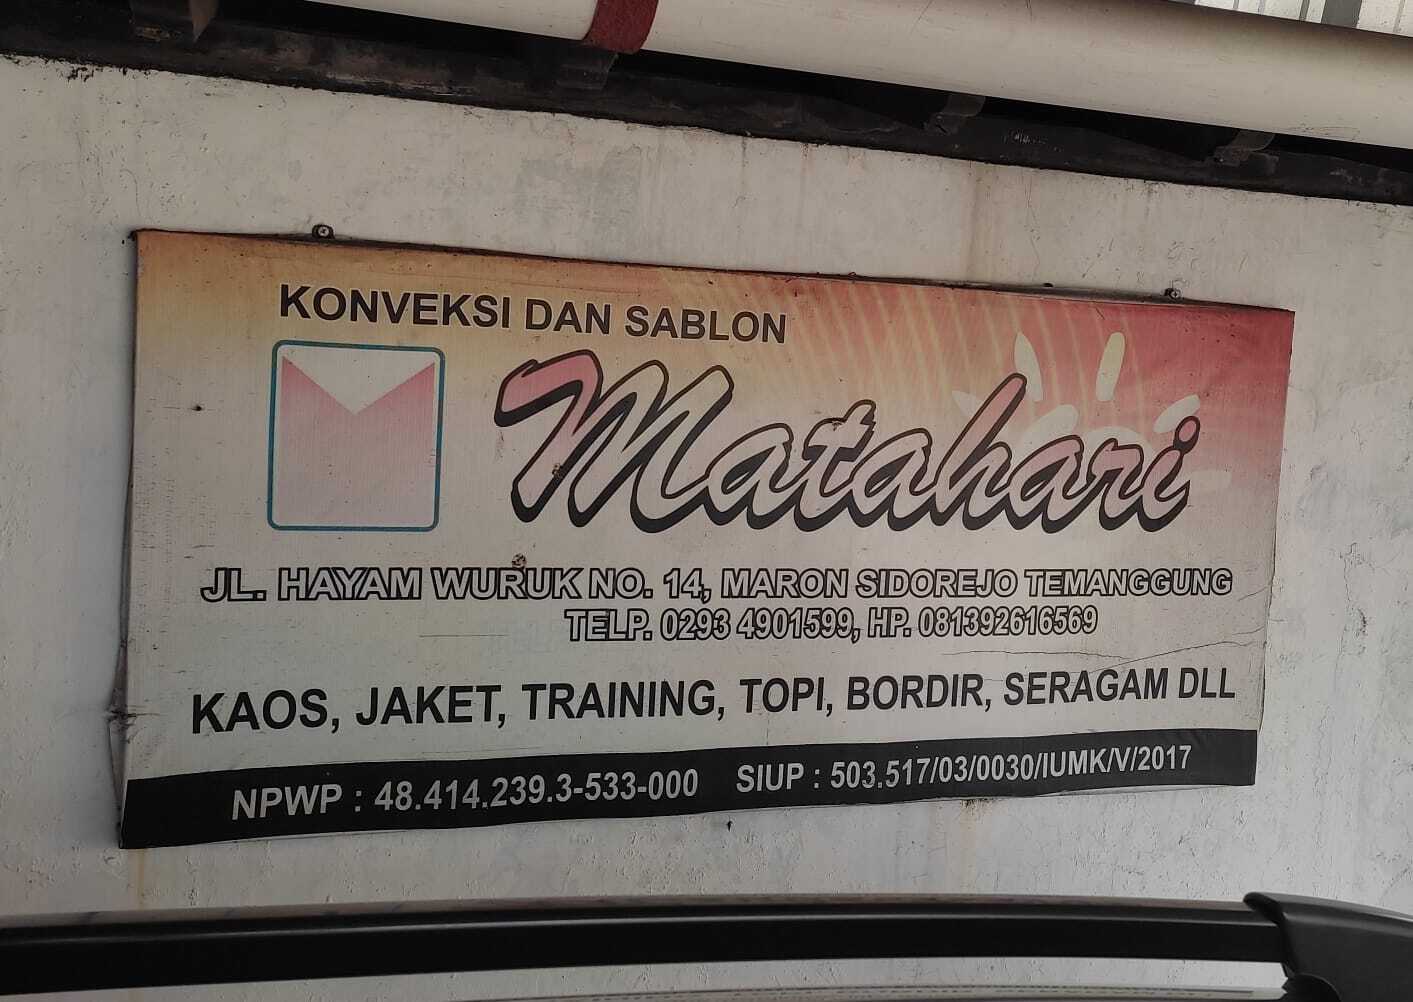 KONVEKSI DAN SABLON
Matahari
JL. HAYAM WURUK NO. 14, MARON SIDOREJO TEMANGGUNG
TELP. 0293 4901599, HP. 081392616569
KAOS, JAKET, TRAINING, TOPI, BORDIR, SERAGAM DLL
NPWP : 48.414.239.3-533-000 SIUP : 503.517/03/0030/IUMK/V/2017